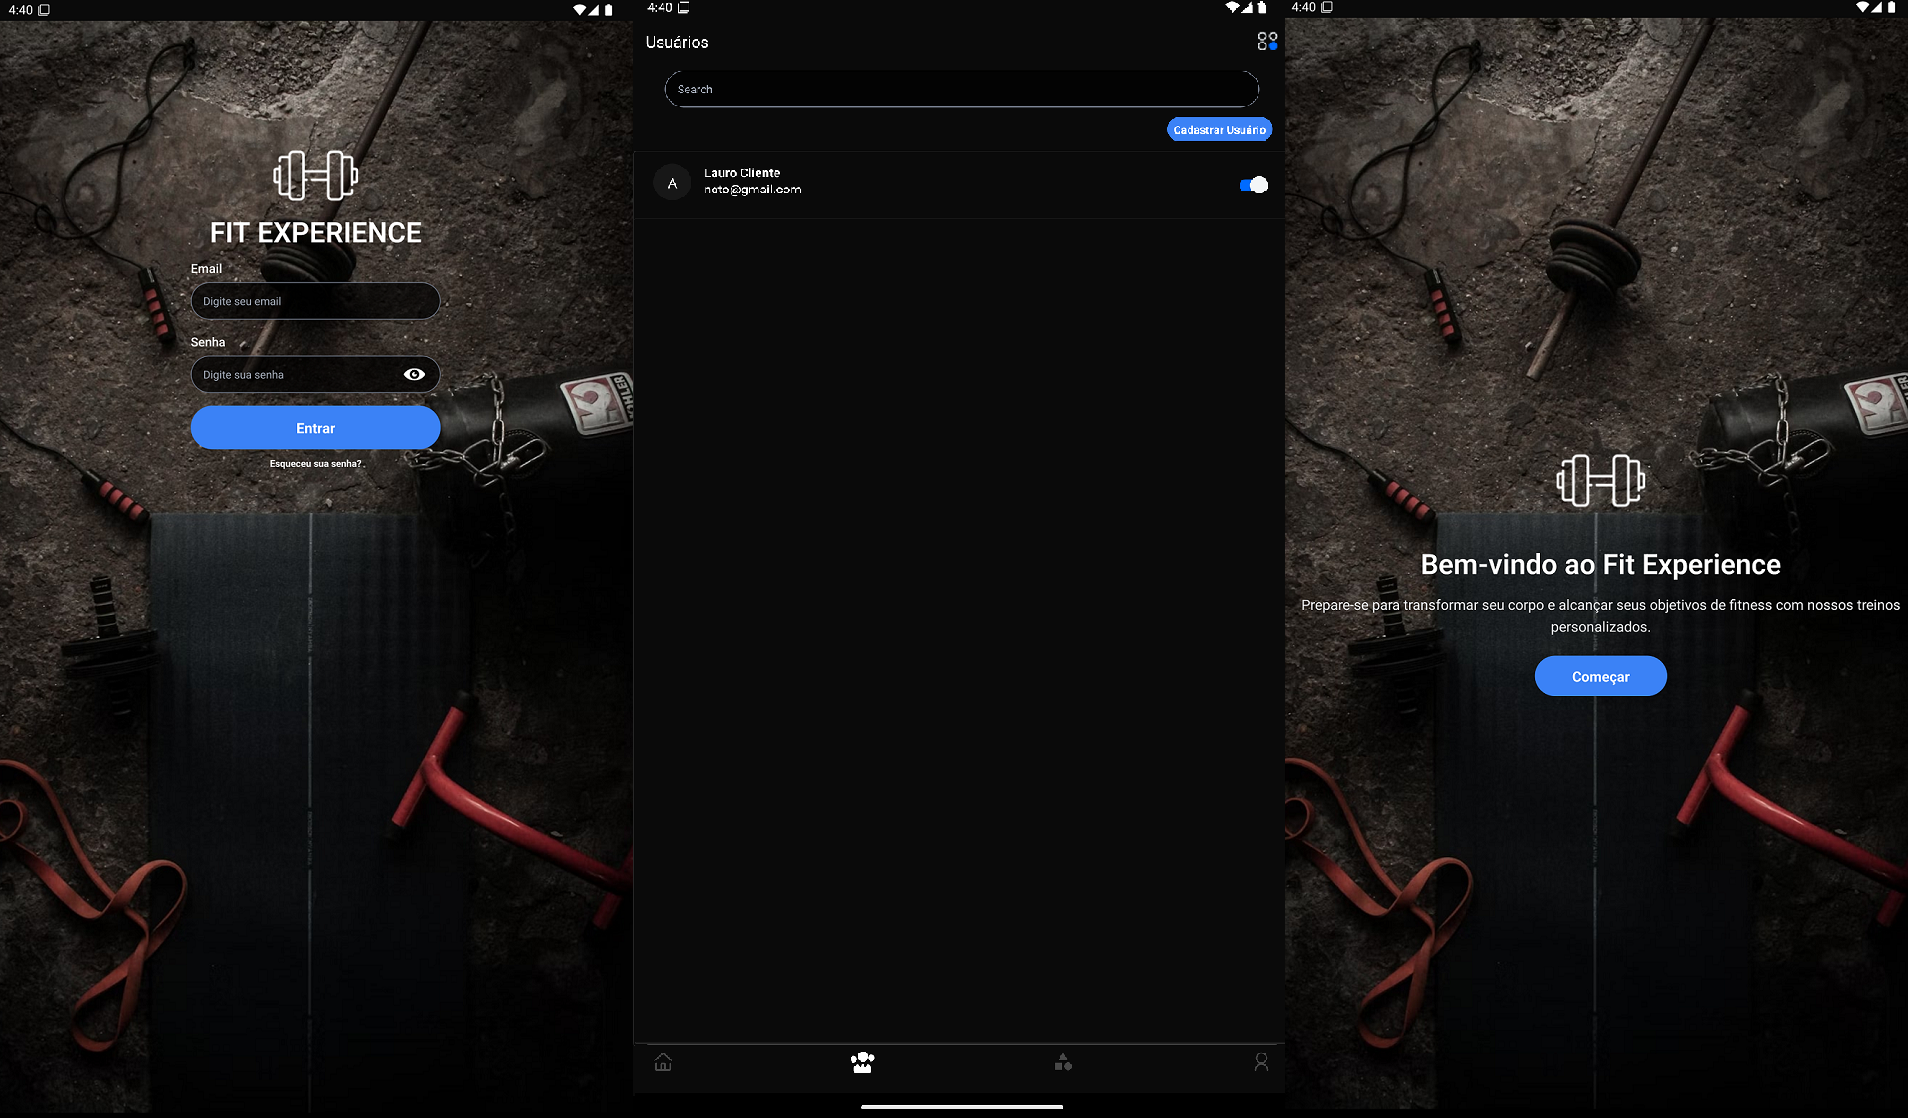 4:40
FIT EXPERIENCE
Email
Digite seu email
Senha
Digite sua senha
Entrar
Esqueceu sua senha?.
4:40
Usuários
Search
Cadastrar Usuário
A
Lauro Cliente
neto@gmail.com
4:40
Bem-vindo ao Fit Experience
Prepare-se para transformar seu corpo e alcançar seus objetivos de fitness com nossos treinos
personalizados.
Começar